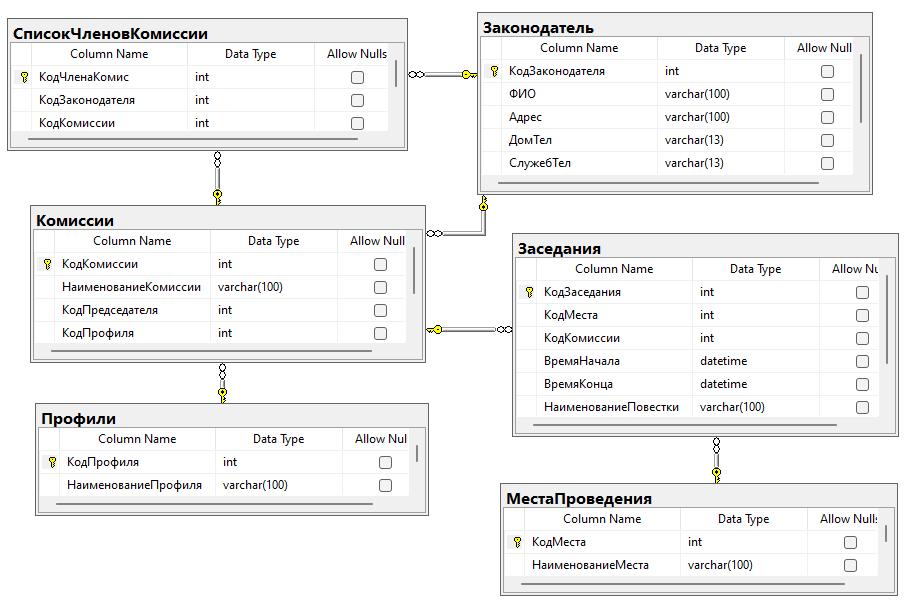 СписокЧленовКомиссии
Column Name Data Type Allow Nulls
КодЧленаКомис int
КодЗаконодателя int
КодКомиссии int
Законодатель
Column Name Data Type Allow Null
КодЗаконодателя int
ФИО varchar(100)
Адрес varchar(100)
ДомТел varchar(13)
СлужебТел varchar(13)
Комиссии
Column Name Data Type Allow Null
КодКомиссии int
НаименованиеКомиссии varchar(100)
КодПредседателя int
КодПрофиля int
Заседания
Column Name Data Type Allow Nu
КодЗаседания int
КодМеста int
КодКомиссии int
ВремяНачала datetime
ВремяКонца datetime
НаименованиеПовестки varchar(100)
Профили
Column Name Data Type Allow Nul
КодПрофиля int
НаименованиеПрофиля varchar(100)
МестаПроведения
Column Name Data Type Allow Nulls
КодМеста int
НаименованиеМеста varchar(100)